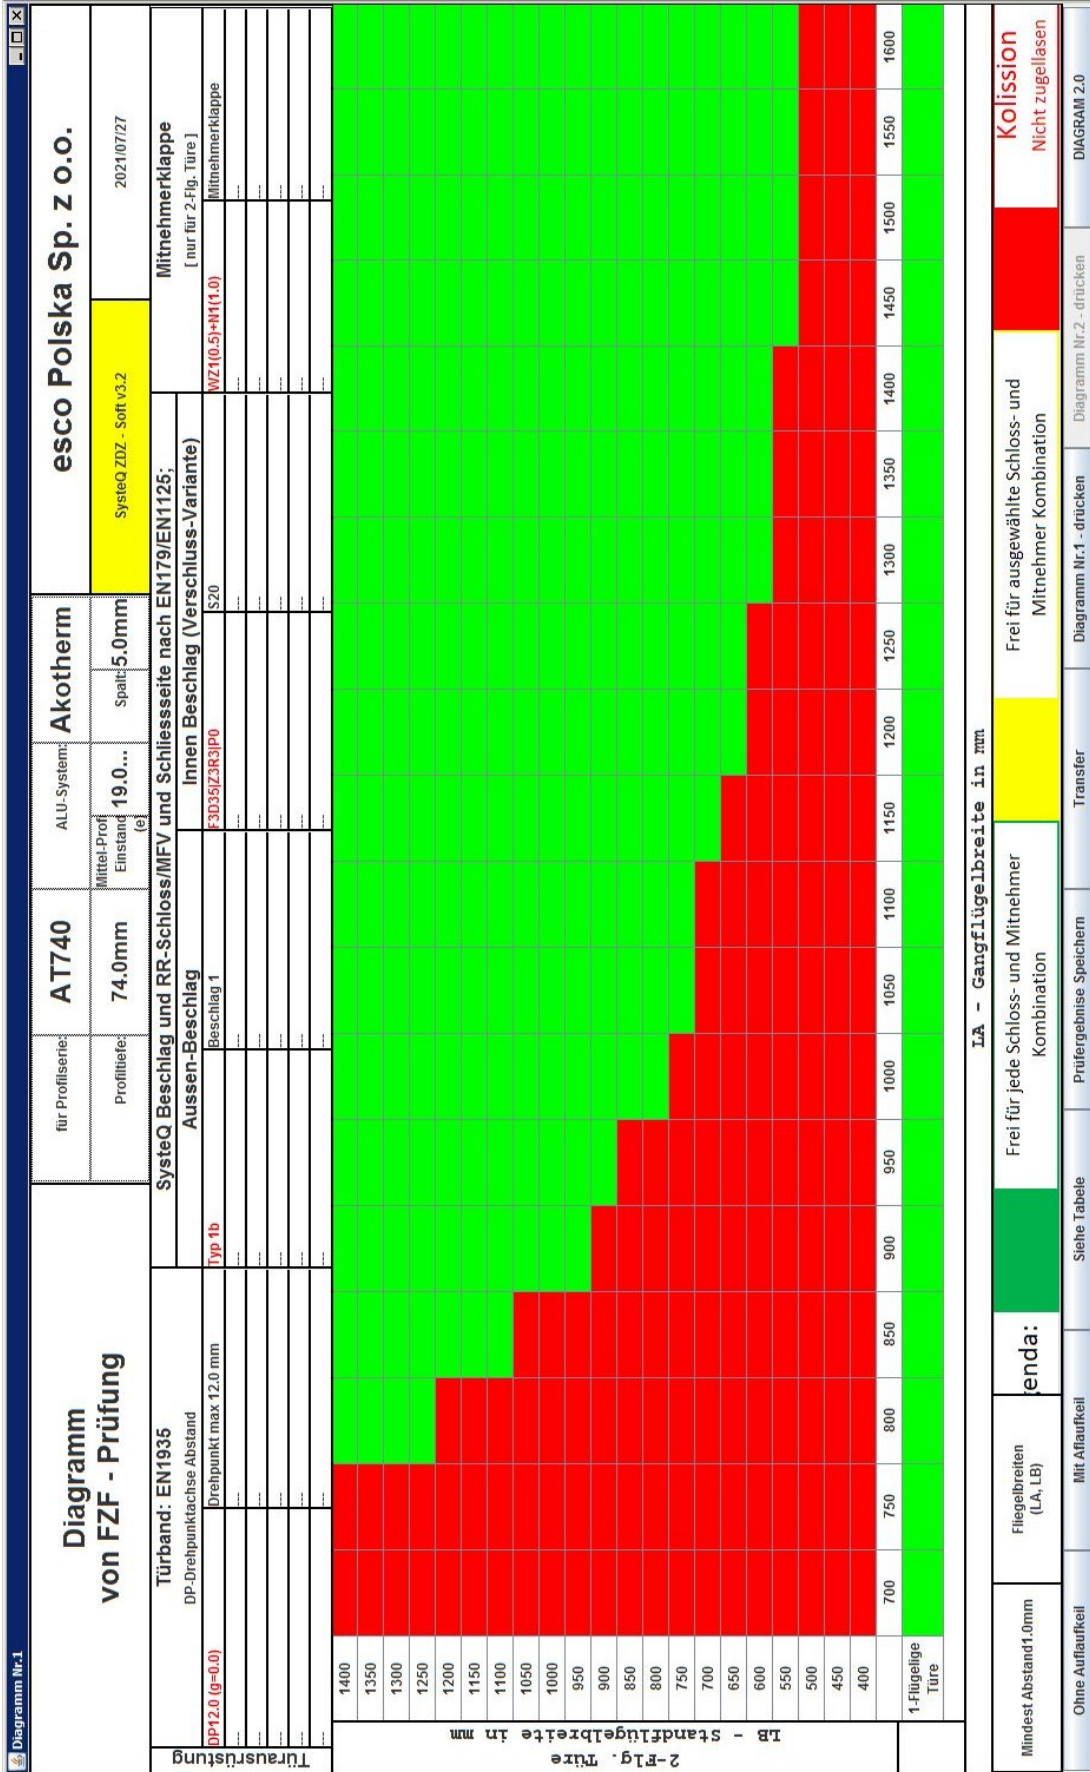 Diagramm Nr.1
Diagramm
von FZF - Prüfung
für Profilserie:
AT740
ALU-System:
Akotherm
esco Polska Sp. z o.o.
Profiltiefe:
74.0mm
Mittel-Prof
Einstand
(e)
19.0...
Spalt:
5.0mm
SysteQ ZDZ - Soft v3.2
2021/07/27
Türausrüstung
Türband: EN1935
DP-Drehpunktachse Abstand
SysteQ Beschlag und RR-Schloss/MFV und Schliessseite nach EN179/EN1125;
Aussen-Beschlag
Innen Beschlag (Verschluss-Variante)
Mitnehmerklappe
[ nur für 2-Flg. Türe ]
DP12.0 (g=0.0)
Drehpunkt max 12.0 mm
Typ 1b
Beschlag 1
F3D35|Z3R3|P0
S20
WZ1(0.5)+N1(1.0)
Mitnehmerklappe
--- --- --- --- --- --- --- ---
--- --- --- --- --- --- --- ---
--- --- --- --- --- --- --- ---
--- --- --- --- --- --- --- ---
--- --- --- --- --- --- --- ---
2-Flg. Türe
LB - Standflügelbreite in mm
1400
1350
1300
1250
1200
1150
1100
1050
1000
950
900
850
800
750
700
650
600
550
500
450
400
700 750 800 850 900 950 1000 1050 1100 1150 1200 1250 1300 1350 1400 1450 1500 1550 1600
1-Flügelige
Türe
LA - Gangflügelbreite in mm
Mindest Abstand1.0mm
Fliegelbreiten
(LA, LB)
enda:
Frei für jede Schloss- und Mitnehmer
Kombination
Frei für ausgewählte Schloss- und
Mitnehmer Kombination
Kolission
Nicht zugellasen
Ohne Auflaufkeil
Mit Aflaufkeil
Siehe Tabele
Prüfergebnise Speichern
Transfer
Diagramm Nr.1 - drücken
Diagramm Nr.2 - drücken
DIAGRAM 2.0